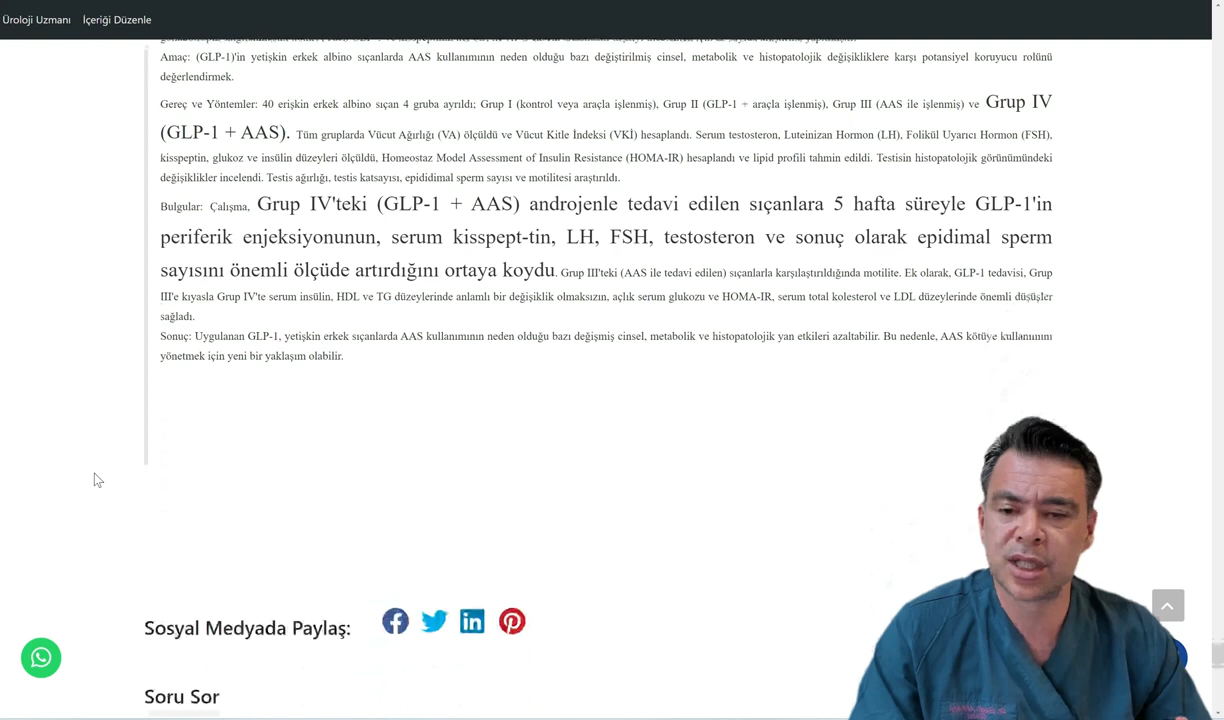 Üroloji Uzmanı İçeriği Düzenle
Amaç: (GLP-1)'in yetişkin erkek albino sıçanlarda AAS kullanımının neden olduğu bazı değiştirilmiş cinsel, metabolik ve histopatolojik değişikliklere karşı potansiyel koruyucu rolünü
değerlendirmek.
Gereç ve Yöntemler: 40 erişkin erkek albino sıçan 4 gruba ayrıldı; Grup I (kontrol veya araçla işlenmiş), Grup II (GLP-1 + araçla işlenmiş), Grup III (AAS ile işlenmiş) ve Grup IV
(GLP-1 + AAS). Tüm gruplarda Vücut Ağırlığı (VA) ölçüldü ve Vücut Kitle İndeksi (VKİ) hesaplandı. Serum testosteron, Luteinizan Hormon (LH), Folikül Uyarıcı Hormon (FSH),
kisspeptin, glukoz ve insülin düzeyleri ölçüldü, Homeostaz Model Assessment of Insulin Resistance (HOMA-IR) hesaplandı ve lipid profili tahmin edildi. Testisin histopatolojik görünümündeki
değişiklikler incelendi. Testis ağırlığı, testis katsayısı, epididimal sperm sayısı ve motilitesi araştırıldı.
Bulgular: Çalışma, Grup IV'teki (GLP-1 + AAS) androjenle tedavi edilen sıçanlara 5 hafta süreyle GLP-1'in
periferik enjeksiyonunun, serum kisspept-tin, LH, FSH, testosteron ve sonuç olarak epidimal sperm
sayısını önemli ölçüde artırdığını ortaya koydu. Grup III'teki (AAS ile tedavi edilen) sıçanlarla karşılaştırıldığında motilite. Ek olarak, GLP-1 tedavisi, Grup
III'e kıyasla Grup IV'te serum insülin, HDL ve TG düzeylerinde anlamlı bir değişiklik olmaksızın, açlık serum glukozu ve HOMA-IR, serum total kolesterol ve LDL düzeylerinde önemli düşüşler
sağladı.
Sonuç: Uygulanan GLP-1, yetişkin erkek sıçanlarda AAS kullanımının neden olduğu bazı değişmiş cinsel, metabolik ve histopatolojik yan etkileri azaltabilir. Bu nedenle, AAS kötüye kullanımını
yönetmek için yeni bir yaklaşım olabilir.
Sosyal Medyada Paylaş:
Soru Sor